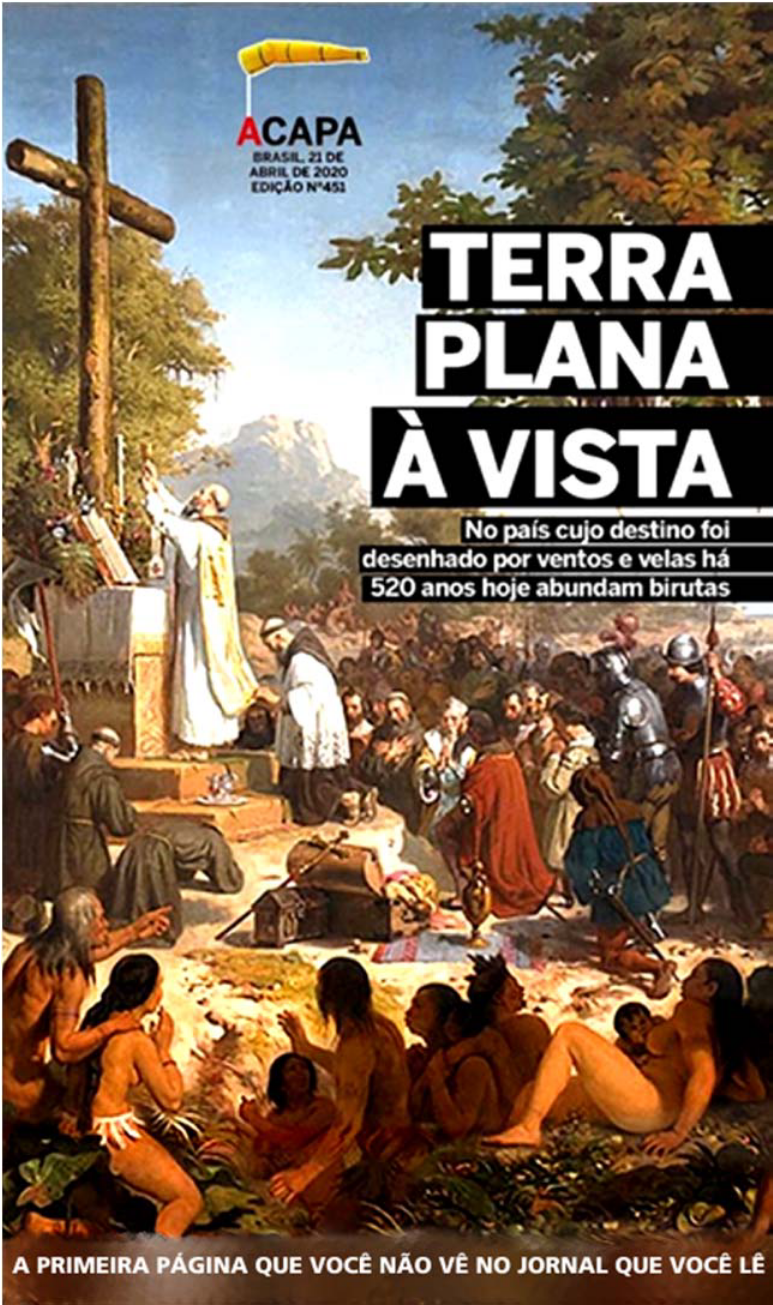 ACAPA
BRASIL, 21 DE
ABRIL DE 2020
EDIÇÃO Nº451
TERRA
PLANA
À VISTA
No país cujo destino foi
desenhado por ventos e velas há
520 anos hoje abundam birutas
A PRIMEIRA PÁGINA QUE VOCÊ NÃO VÊ NO JORNAL QUE VOCÊ LÊ